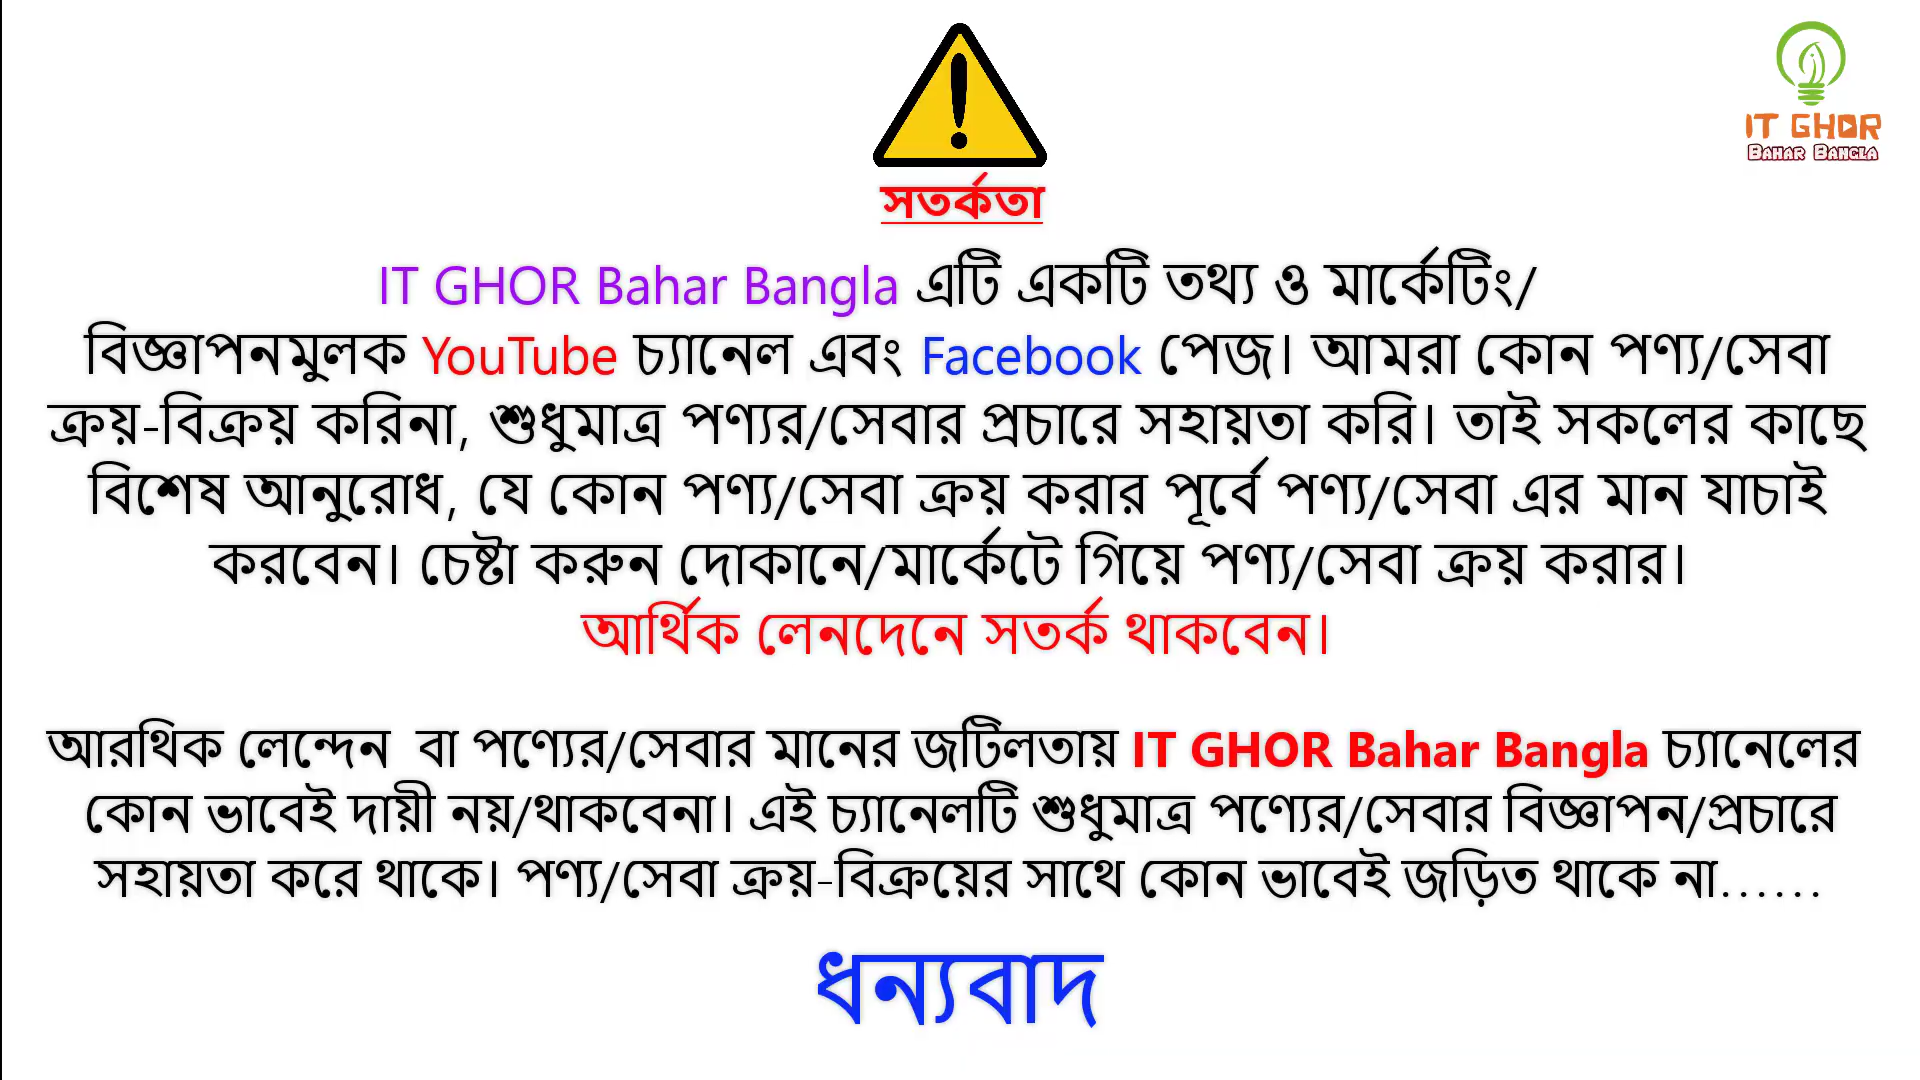 IT GHOR
BAHAR BANGLA
সতর্কতা
IT GHOR Bahar Bangla এটি একটি তথ্য ও মার্কেটিং/
বিজ্ঞাপনমুলক YouTube চ্যানেল এবং Facebook পেজ। আমরা কোন পণ্য/সেবা
ক্রয়-বিক্রয় করিনা, শুধুমাত্র পণ্যর/সেবার প্রচারে সহায়তা করি। তাই সকলের কাছে
বিশেষ আনুরোধ, যে কোন পণ্য/সেবা ক্রয় করার পূর্বে পণ্য/সেবা এর মান যাচাই
করবেন। চেষ্টা করুন দোকানে/মার্কেটে গিয়ে পণ্য/সেবা ক্রয় করার।
আর্থিক লেনদেনে সতর্ক থাকবেন।
আরথিক লেন্দেন বা পণ্যের/সেবার মানের জটিলতায় IT GHOR Bahar Bangla চ্যানেলের
কোন ভাবেই দায়ী নয়/থাকবেনা। এই চ্যানেলটি শুধুমাত্র পণ্যের/সেবার বিজ্ঞাপন/প্রচারে
সহায়তা করে থাকে। পণ্য/সেবা ক্রয়-বিক্রয়ের সাথে কোন ভাবেই জড়িত থাকে না......
ধন্যবাদ